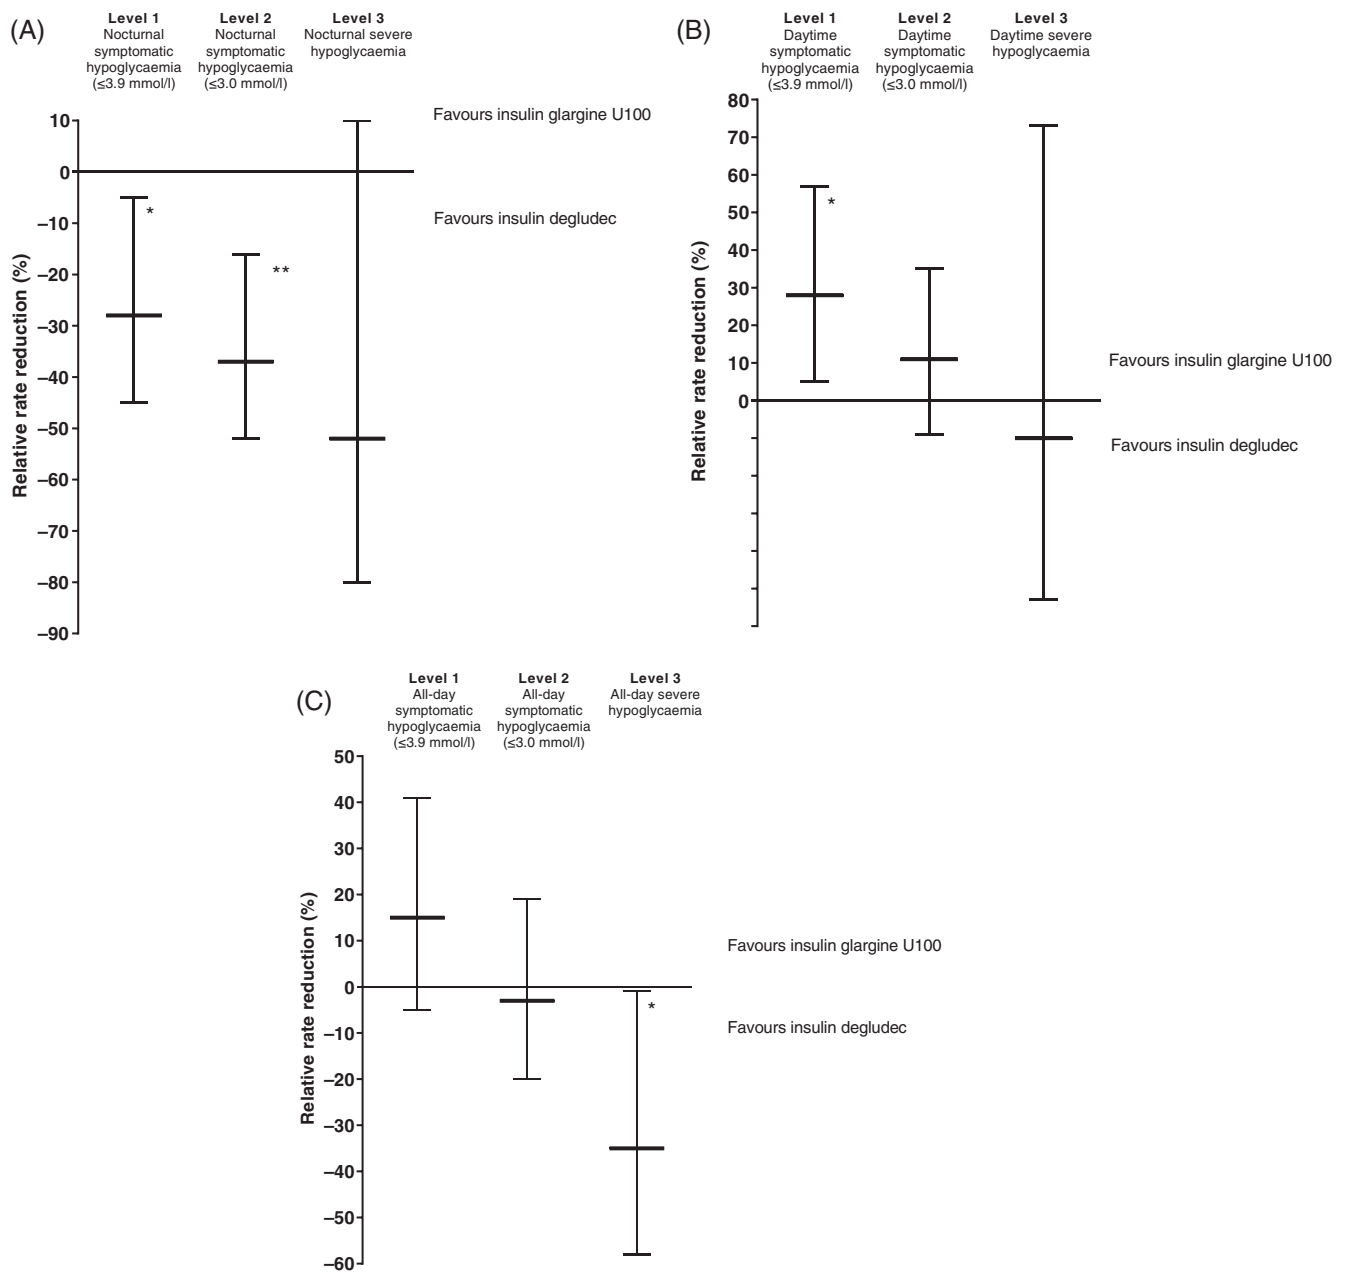 (A)
Level 1
Nocturnal
symptomatic
hypoglycaemia
(≤3.9 mmol/l)
Level 2
Nocturnal
symptomatic
hypoglycaemia
(≤3.0 mmol/l)
Level 3
Nocturnal severe
hypoglycaemia
Relative rate reduction (%)
10
0
–10
–20
–30
–40
–50
–60
–70
–80
–90
*
**
Favours insulin glargine U100
Favours insulin degludec
(B)
Level 1
Daytime
symptomatic
hypoglycaemia
(≤3.9 mmol/l)
Level 2
Daytime
symptomatic
hypoglycaemia
(≤3.0 mmol/l)
Level 3
Daytime severe
hypoglycaemia
Relative rate reduction (%)
80
70
60
50
40
30
20
10
0
*
Favours insulin glargine U100
Favours insulin degludec
(C)
Level 1
All-day
symptomatic
hypoglycaemia
(≤3.9 mmol/l)
Level 2
All-day
symptomatic
hypoglycaemia
(≤3.0 mmol/l)
Level 3
All-day severe
hypoglycaemia
Relative rate reduction (%)
50
40
30
20
10
0
–10
–20
–30
–40
–50
–60
*
Favours insulin glargine U100
Favours insulin degludec